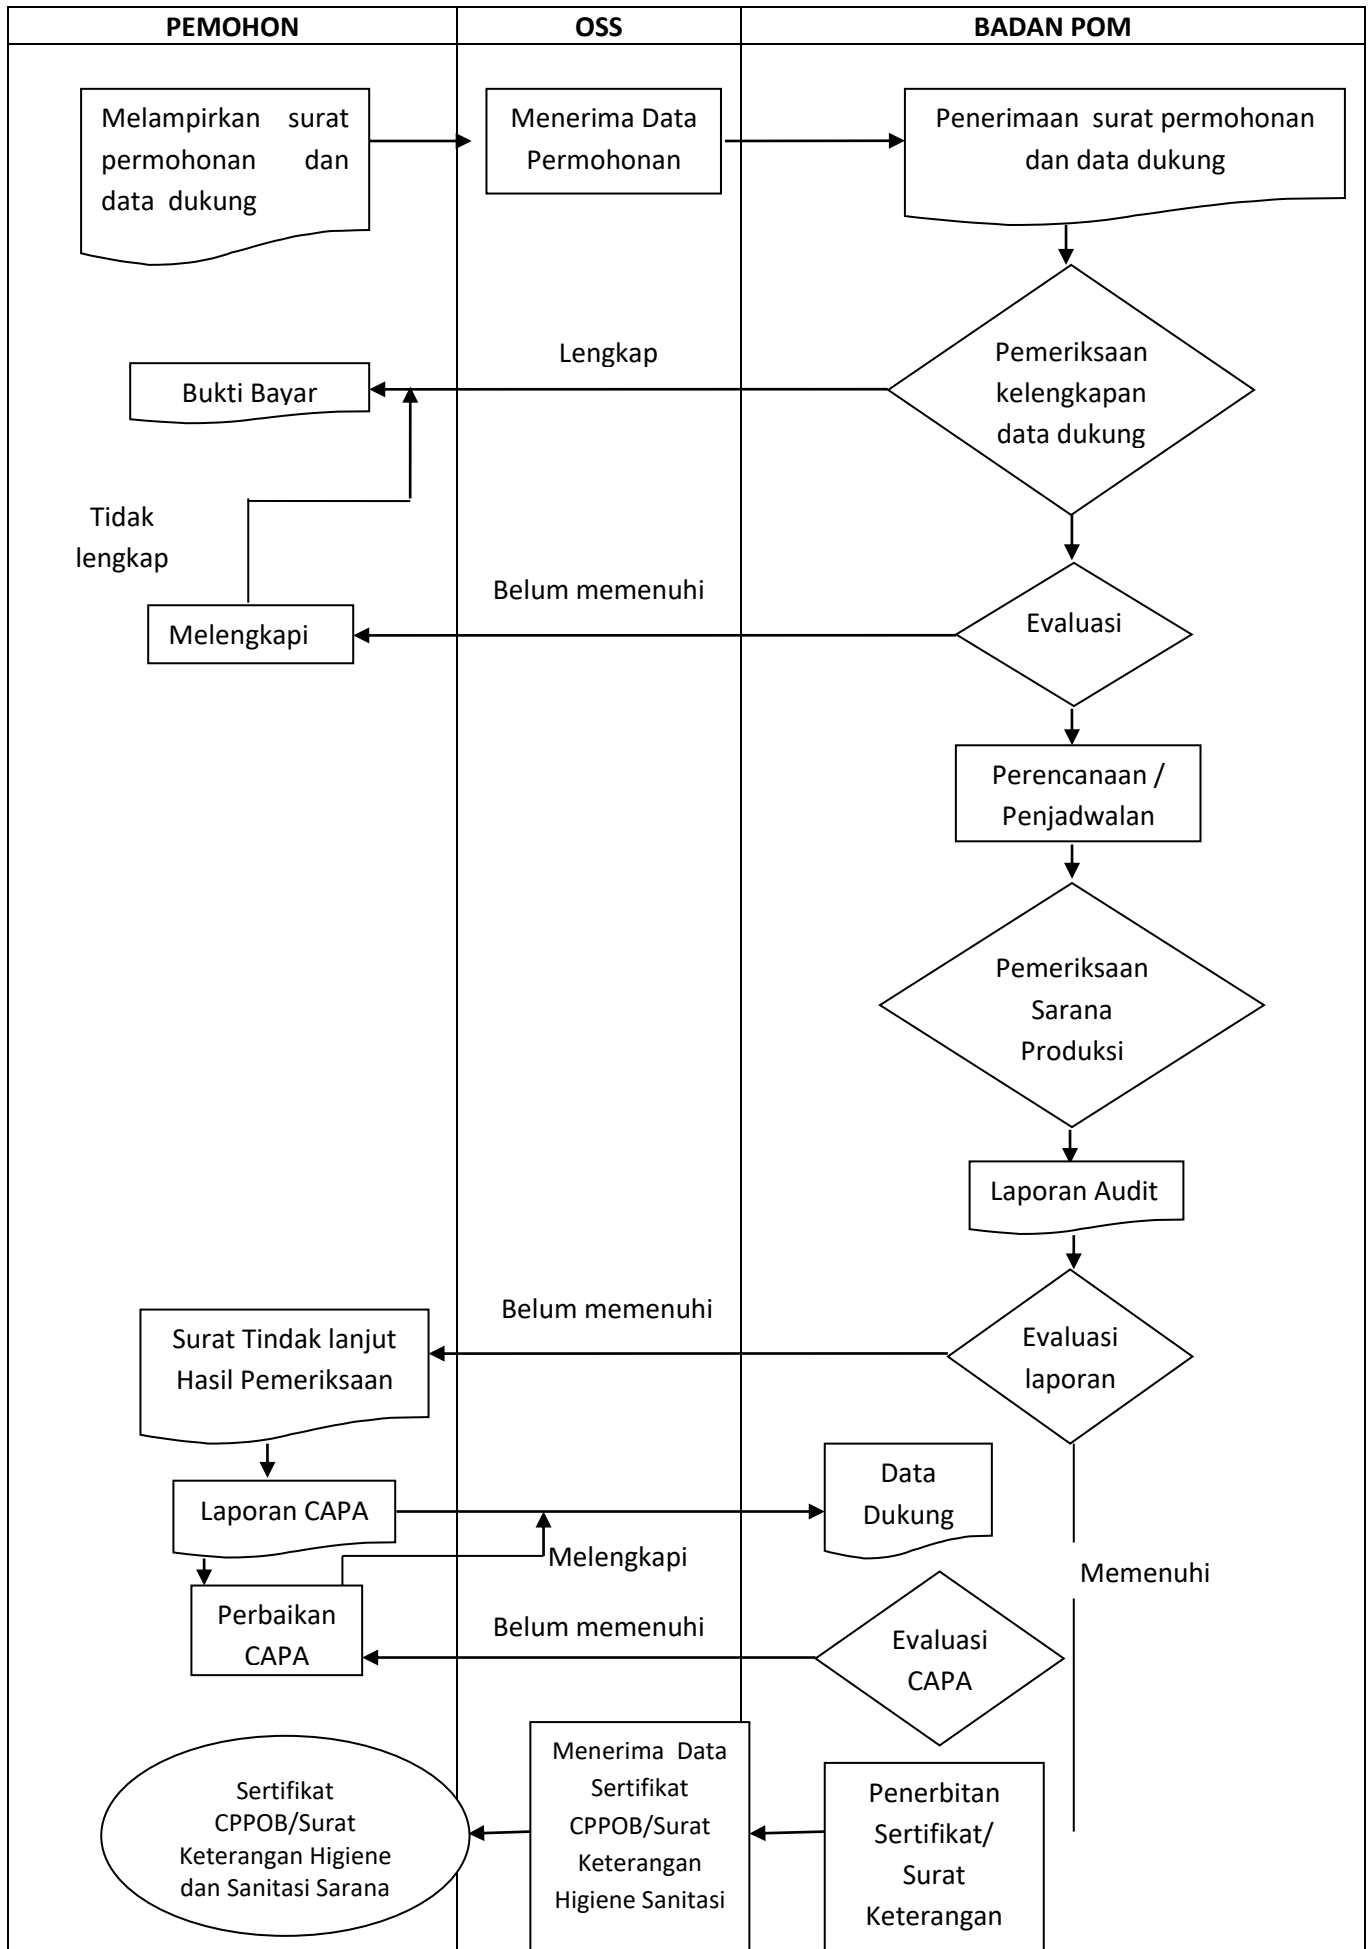 PEMOHON
OSS
BADAN POM
Melampirkan surat
permohonan dan
data dukung
Menerima Data
Permohonan
Penerimaan surat permohonan
dan data dukung
Lengkap
Bukti Bayar
Pemeriksaan
kelengkapan
data dukung
Tidak
lengkap
Belum memenuhi
Melengkapi
Evaluasi
Perencanaan /
Penjadwalan
Pemeriksaan
Sarana
Produksi
Laporan Audit
Belum memenuhi
Surat Tindak lanjut
Hasil Pemeriksaan
Evaluasi
laporan
Data
Dukung
Laporan CAPA
Melengkapi
Memenuhi
Perbaikan
CAPA
Belum memenuhi
Evaluasi
CAPA
Sertifikat
CPPOB/Surat
Keterangan Higiene
dan Sanitasi Sarana
Menerima Data
Sertifikat
CPPOB/Surat
Keterangan
Higiene Sanitasi
Penerbitan
Sertifikat/
Surat
Keterangan